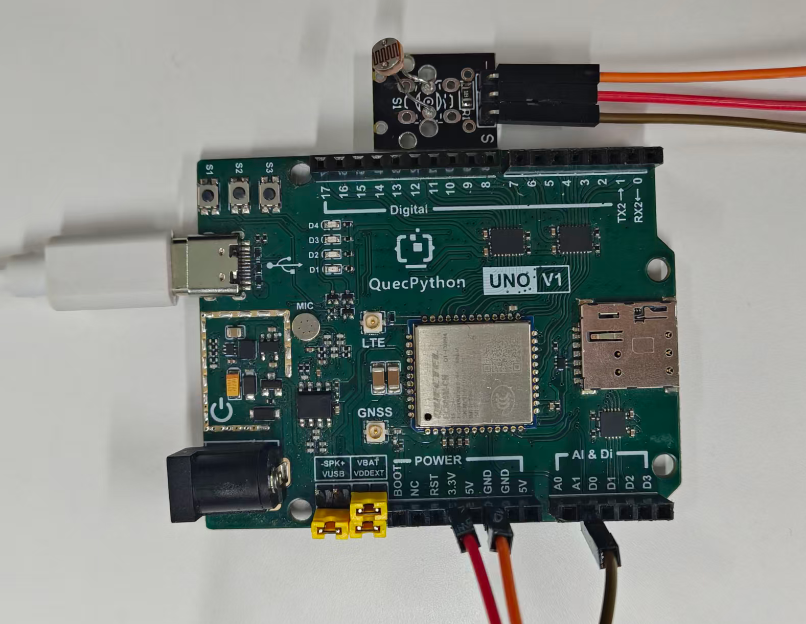 S1
S
S1
S2
S3
17 16 15 14 13 12 11 10 9 8 7 6 5 4 3 2 1 0
TX2→
RX2←
Digital
D4
D3
D2
D1
QuecPython
UNO V1
MIC
LTE
GNSS
-SPK+
VUSB
VBAT
VDDEXT
POWER
BOOT
NC
RST
3.3V
5V
GND
GND
5V
AI & Di
A0
A1
D0
D1
D2
D3